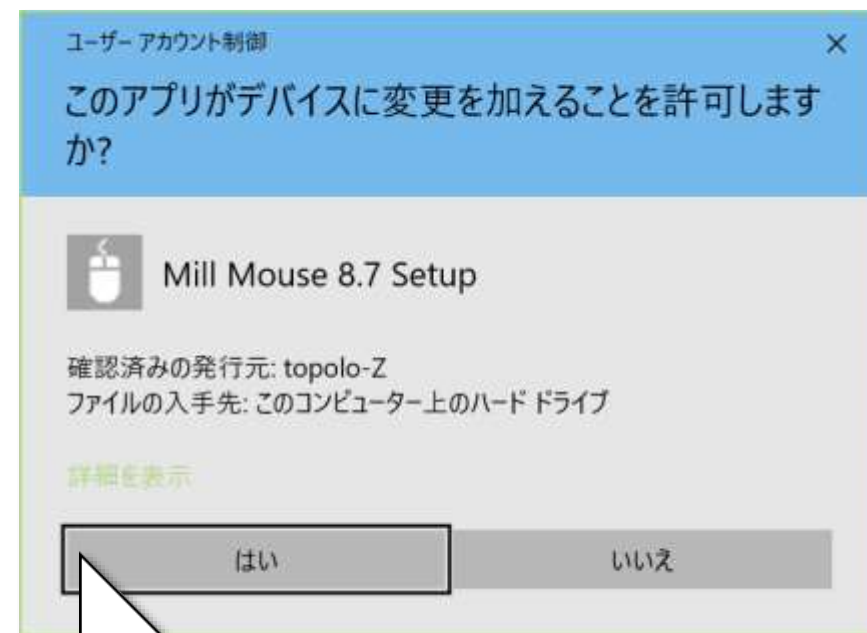 ユーザー アカウント制御
このアプリがデバイスに変更を加えることを許可します
か?
Mill Mouse 8.7 Setup
確認済みの発行元: topolo-Z
ファイルの入手先: このコンピューター上のハード ドライブ
詳細を表示
はい
いいえ